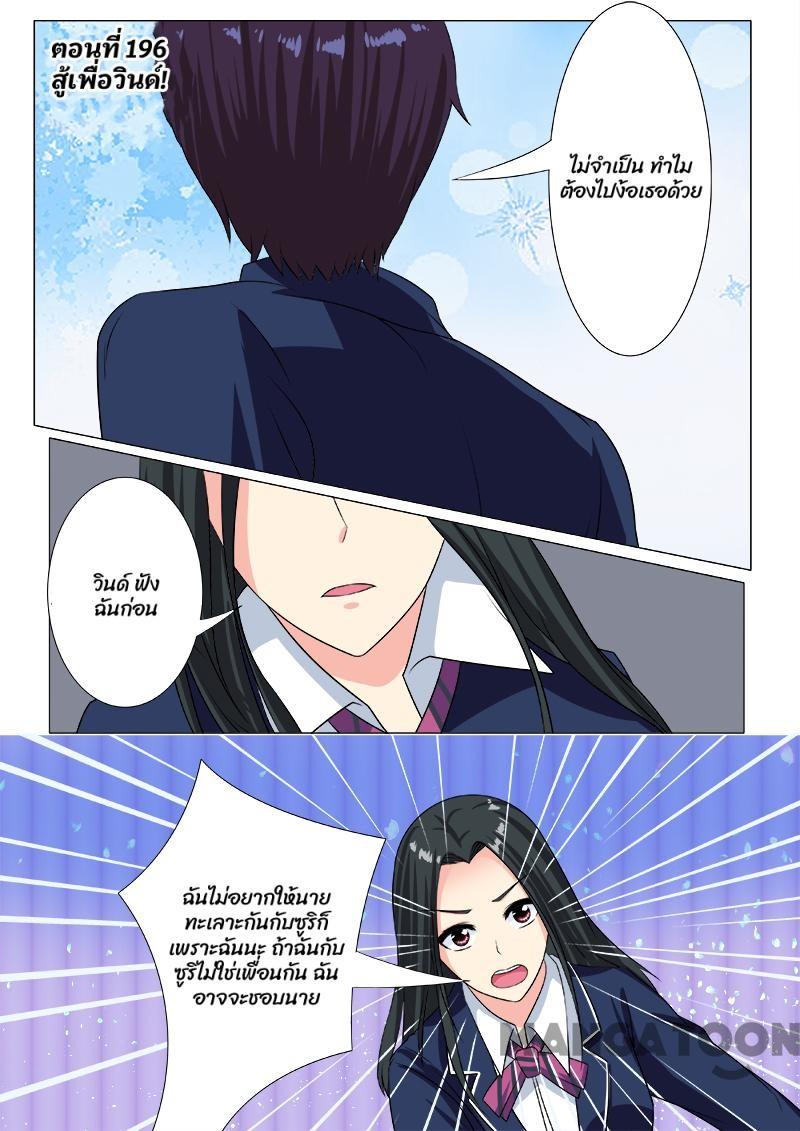 ตอนที่ 196
สู้เพื่อวินด์!
ไม่จำเป็น ทำไม
ต้องไปง้อเธอด้วย
วินด์ ฟัง
ฉันก่อน
ฉันไม่อยากให้นาย
ทะเลาะกันกับซูริก็
เพราะฉันนะ ถ้าฉันกับ
ซูริไม่ใช่เพื่อนกัน ฉัน
อาจจะชอบนาย
MANGATOON